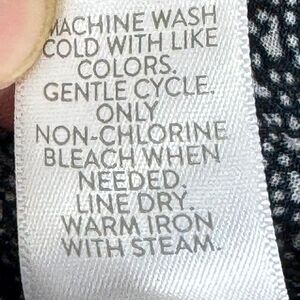 MACHINE WASH
COLD WITH LIKE
COLORS.
GENTLE CYCLE.
ONLY
NON-CHLORINE
BLEACH WHEN
NEEDED.
LINE DRY.
WARM IRON
WITH STEAM.